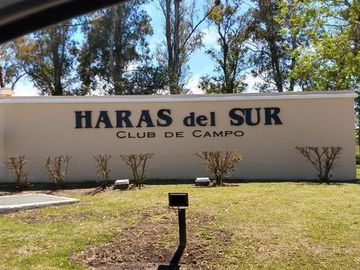 HARAS del SUR
CLUB DE CAMPO